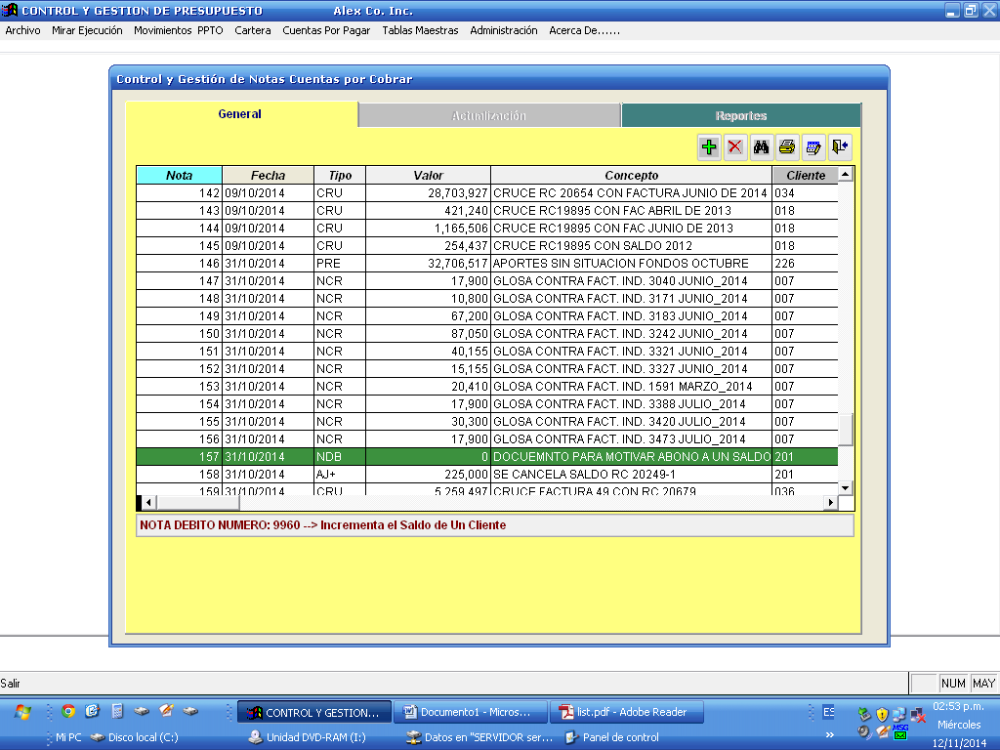 CONTROL Y GESTION DE PRESUPUESTO Alex Co. Inc.
Archivo Mirar Ejecución Movimientos PPTO Cartera Cuentas Por Pagar Tablas Maestras Administración Acerca De......
Control y Gestión de Notas Cuentas por Cobrar
General Actualización Reportes
Nota Fecha Tipo Valor Concepto Cliente
142 09/10/2014 CRU 28,703,927 CRUCE RC 20654 CON FACTURA JUNIO DE 2014 034
143 09/10/2014 CRU 421,240 CRUCE RC19895 CON FAC ABRIL DE 2013 018
144 09/10/2014 CRU 1,165,506 CRUCE RC19895 CON FAC JUNIO DE 2013 018
145 09/10/2014 CRU 254,437 CRUCE RC19895 CON SALDO 2012 018
146 31/10/2014 PRE 32,706,517 APORTES SIN SITUACION FONDOS OCTUBRE 226
147 31/10/2014 NCR 17,900 GLOSA CONTRA FACT. IND. 3040 JUNIO_2014 007
148 31/10/2014 NCR 10,800 GLOSA CONTRA FACT. IND. 3171 JUNIO_2014 007
149 31/10/2014 NCR 67,200 GLOSA CONTRA FACT. IND. 3183 JUNIO_2014 007
150 31/10/2014 NCR 87,050 GLOSA CONTRA FACT. IND. 3242 JUNIO_2014 007
151 31/10/2014 NCR 40,155 GLOSA CONTRA FACT. IND. 3321 JUNIO_2014 007
152 31/10/2014 NCR 15,155 GLOSA CONTRA FACT. IND. 3327 JUNIO_2014 007
153 31/10/2014 NCR 20,410 GLOSA CONTRA FACT. IND. 1591 MARZO_2014 007
154 31/10/2014 NCR 17,900 GLOSA CONTRA FACT. IND. 3388 JULIO_2014 007
155 31/10/2014 NCR 30,300 GLOSA CONTRA FACT. IND. 3420 JULIO_2014 007
156 31/10/2014 NCR 17,900 GLOSA CONTRA FACT. IND. 3473 JULIO_2014 007
157 31/10/2014 NDB 0 DOCUEMNTO PARA MOTIVAR ABONO A UN SALDO 201
158 31/10/2014 AJ+ 225,000 SE CANCELA SALDO RC 20249-1 201
159 31/10/2014 CRU 5,259,497 CRUCE FACTURA 49 CON RC 20679 036
NOTA DEBITO NUMERO: 9960 --> Incrementa el Saldo de Un Cliente
Salir NUM MAY
CONTROL Y GESTION... Documento1 - Micros... list.pdf - Adobe Reader ES 02:53 p.m.
Miércoles
Mi PC Disco local (C:) Unidad DVD-RAM (I:) Datos en "SERVIDOR ser... Panel de control » MSG
12/11/2014